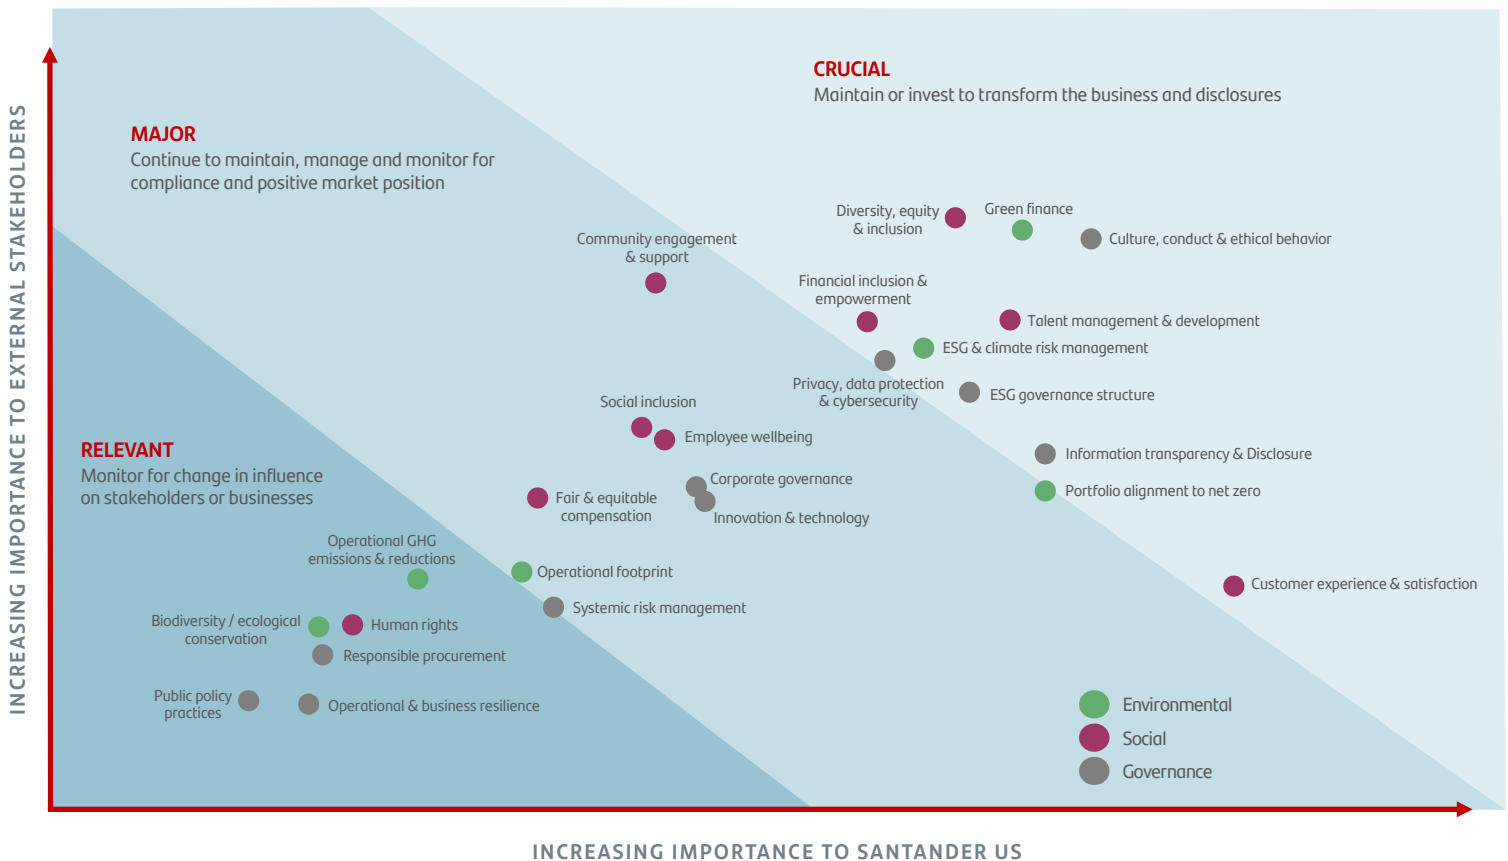 CRUCIAL
Maintain or invest to transform the business and disclosures
MAJOR
Continue to maintain, manage and monitor for
compliance and positive market position
INCREASING IMPORTANCE TO EXTERNAL STAKEHOLDERS
Diversity, equity
& inclusion
Green finance
Culture, conduct & ethical behavior
Community engagement
& support
Financial inclusion &
empowerment
Talent management & development
ESG & climate risk management
Privacy, data protection
& cybersecurity
ESG governance structure
Social inclusion
Employee wellbeing
RELEVANT
Monitor for change in influence
on stakeholders or businesses
Information transparency & Disclosure
Corporate governance
Portfolio alignment to net zero
Fair & equitable
compensation
Innovation & technology
Operational GHG
emissions & reductions
Operational footprint
Customer experience & satisfaction
Systemic risk management
Biodiversity / ecological
conservation
Human rights
Responsible procurement
Public policy
practices
Operational & business resilience
Environmental
Social
Governance
INCREASING IMPORTANCE TO SANTANDER US